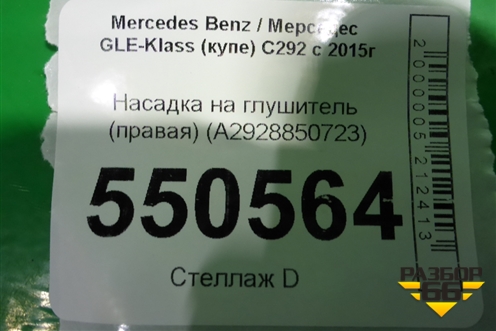 Mercedes Benz / Мерседес
GLE-Klass (купе) C292 с 2015г
Насадка на глушитель
(правая) (A2928850723)
550564
Стеллаж D
2000005212413
РАЗБОР
66